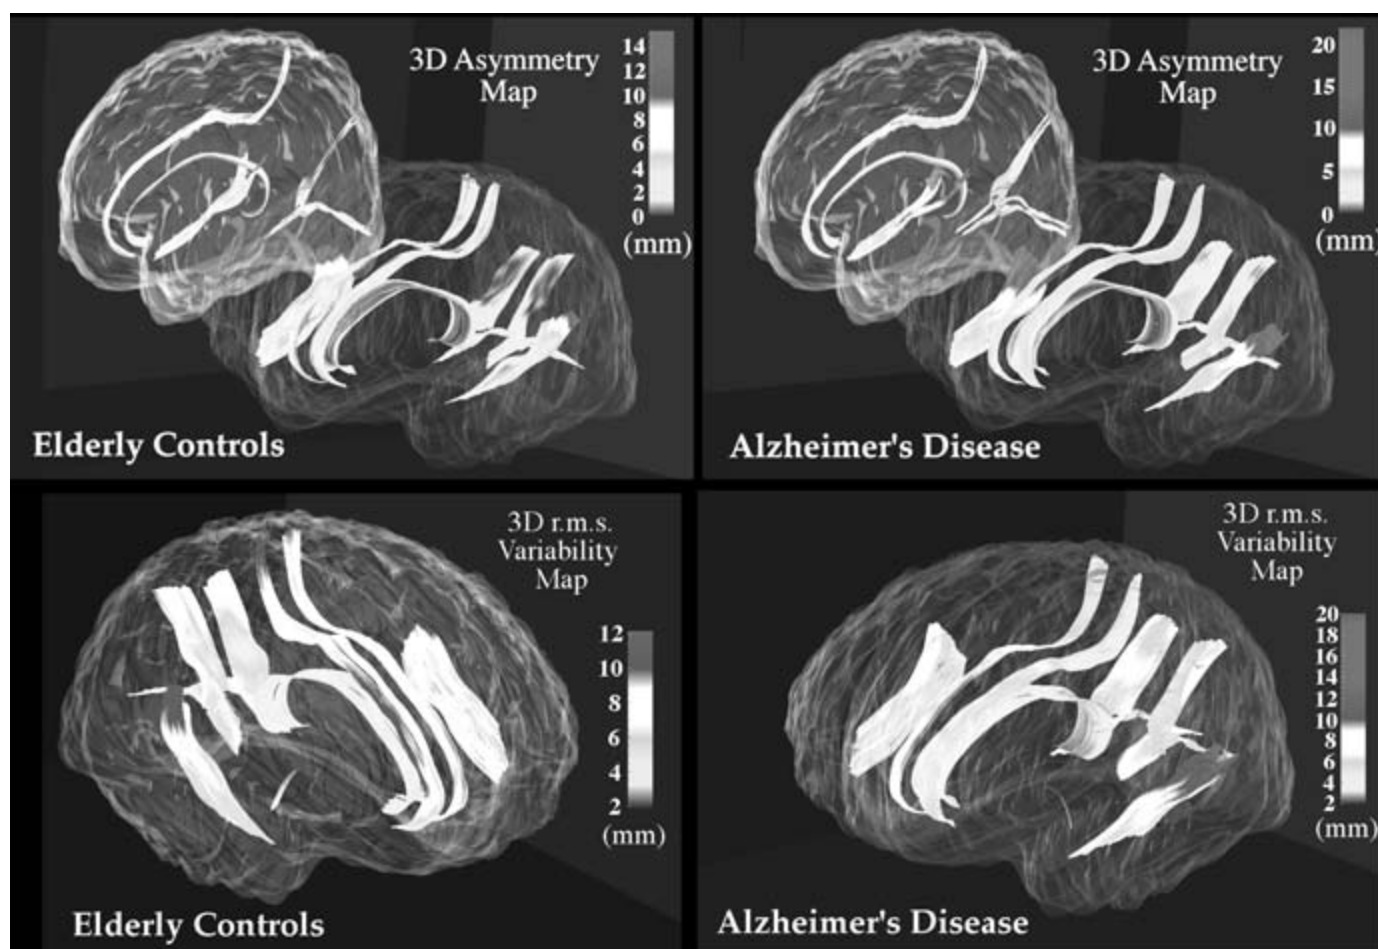 3D Asymmetry
Map
14
12
10
8
6
4
2
0
(mm)
Elderly Controls
3D Asymmetry
Map
20
10
5
0
(mm)
Alzheimer's Disease
3D r.m.s.
Variability
Map
12
10
8
6
4
2
(mm)
Elderly Controls
3D r.m.s.
Variability
Map
20
18
16
14
12
10
8
6
4
2
(mm)
Alzheimer's Disease